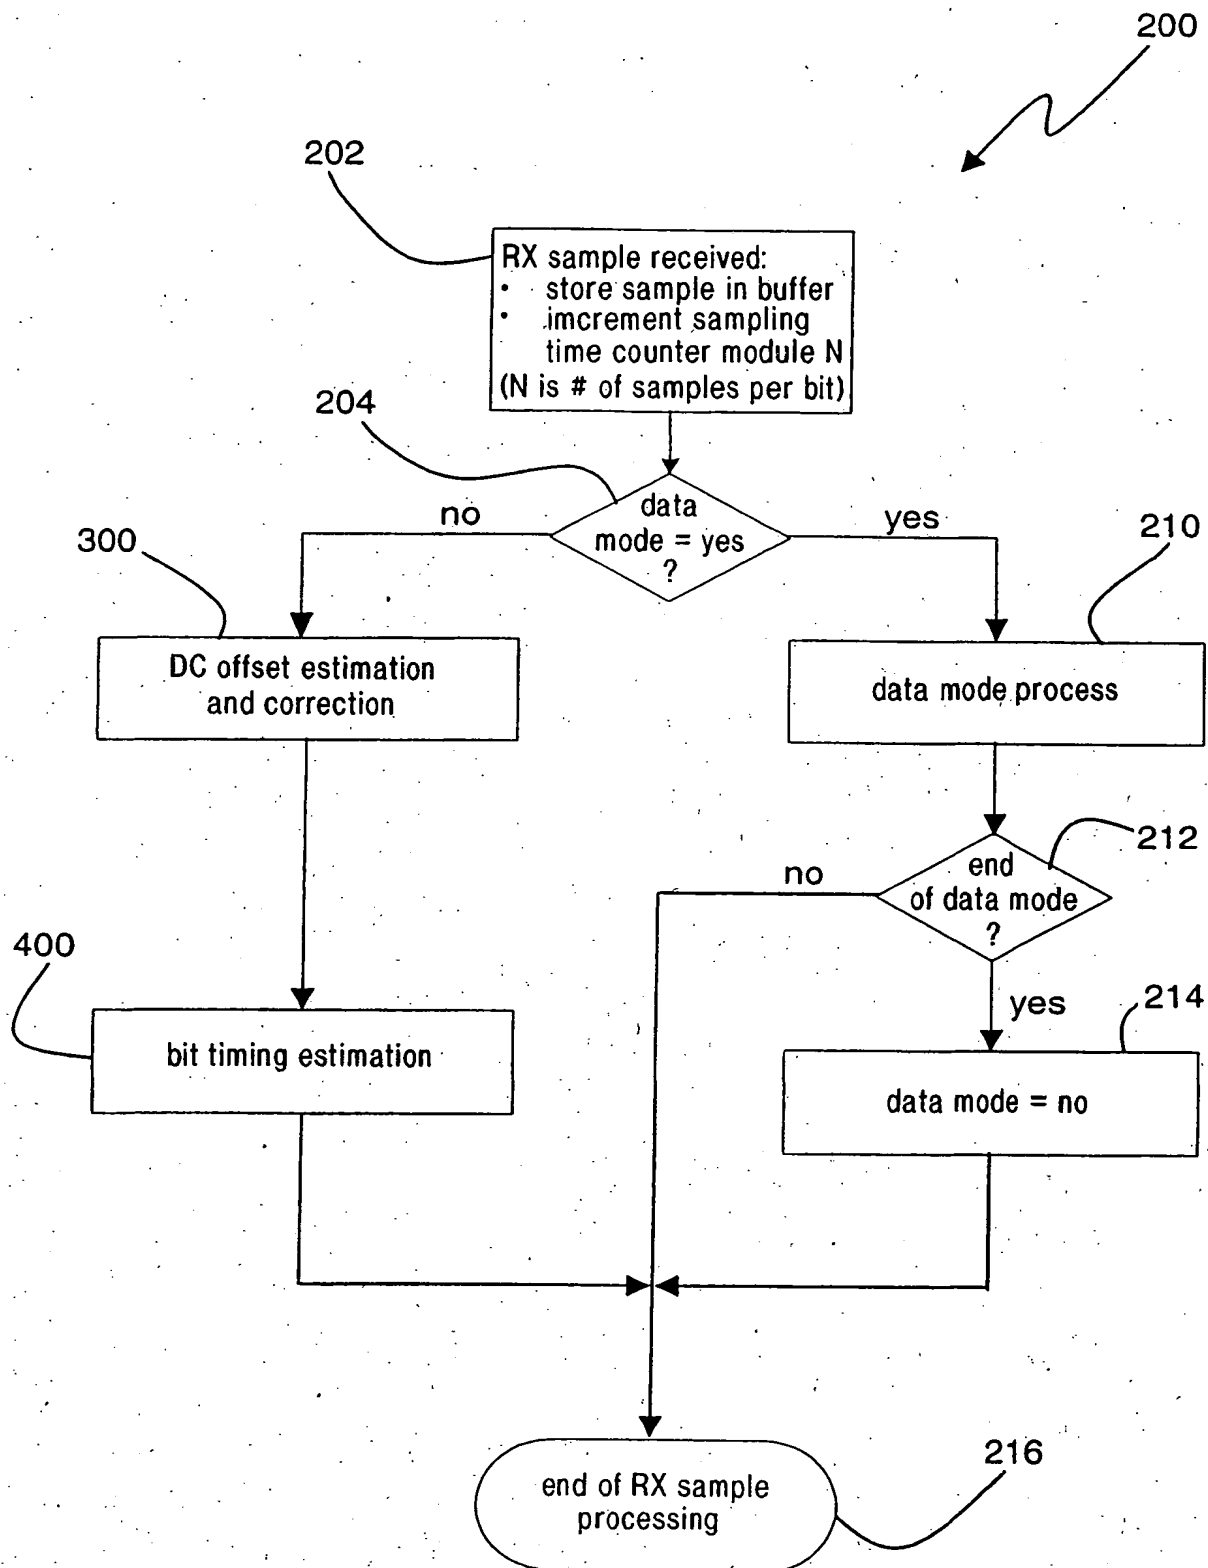 200
202
RX sample received:
• store sample in buffer
• imcrement sampling
time counter module N
(N is # of samples per bit)
204
data
mode = yes
?
no
yes
300
210
DC offset estimation
and correction
data mode process
212
end
of data mode
?
no
yes
400
214
bit timing estimation
data mode = no
216
end of RX sample
processing